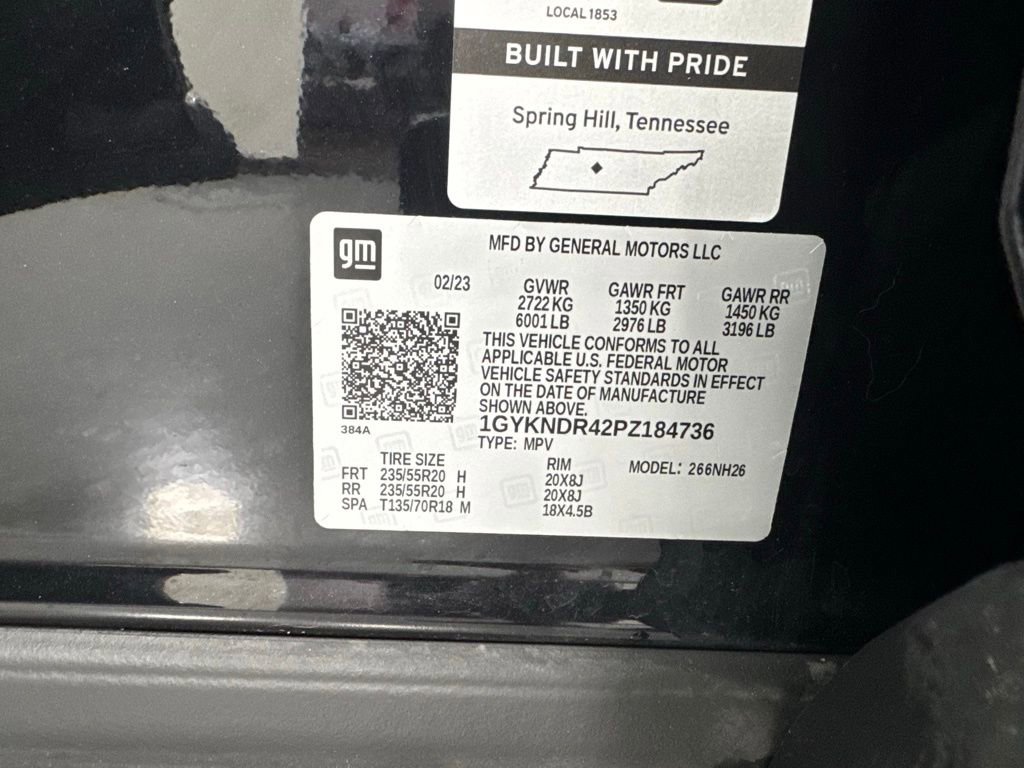 LOCAL 1853
BUILT WITH PRIDE
Spring Hill, Tennessee
gm
MFD BY GENERAL MOTORS LLC
02/23
GVWR
2722 KG
6001 LB
GAWR FRT
1350 KG
2976 LB
GAWR RR
1450 KG
3196 LB
THIS VEHICLE CONFORMS TO ALL
APPLICABLE U.S. FEDERAL MOTOR
VEHICLE SAFETY STANDARDS IN EFFECT
ON THE DATE OF MANUFACTURE
SHOWN ABOVE.
384A
1GYKNDR42PZ184736
TYPE: MPV
TIRE SIZE
RIM
MODEL: 266NH26
FRT 235/55R20 H 20X8J
RR 235/55R20 H 20X8J
SPA T135/70R18 M 18X4.5B